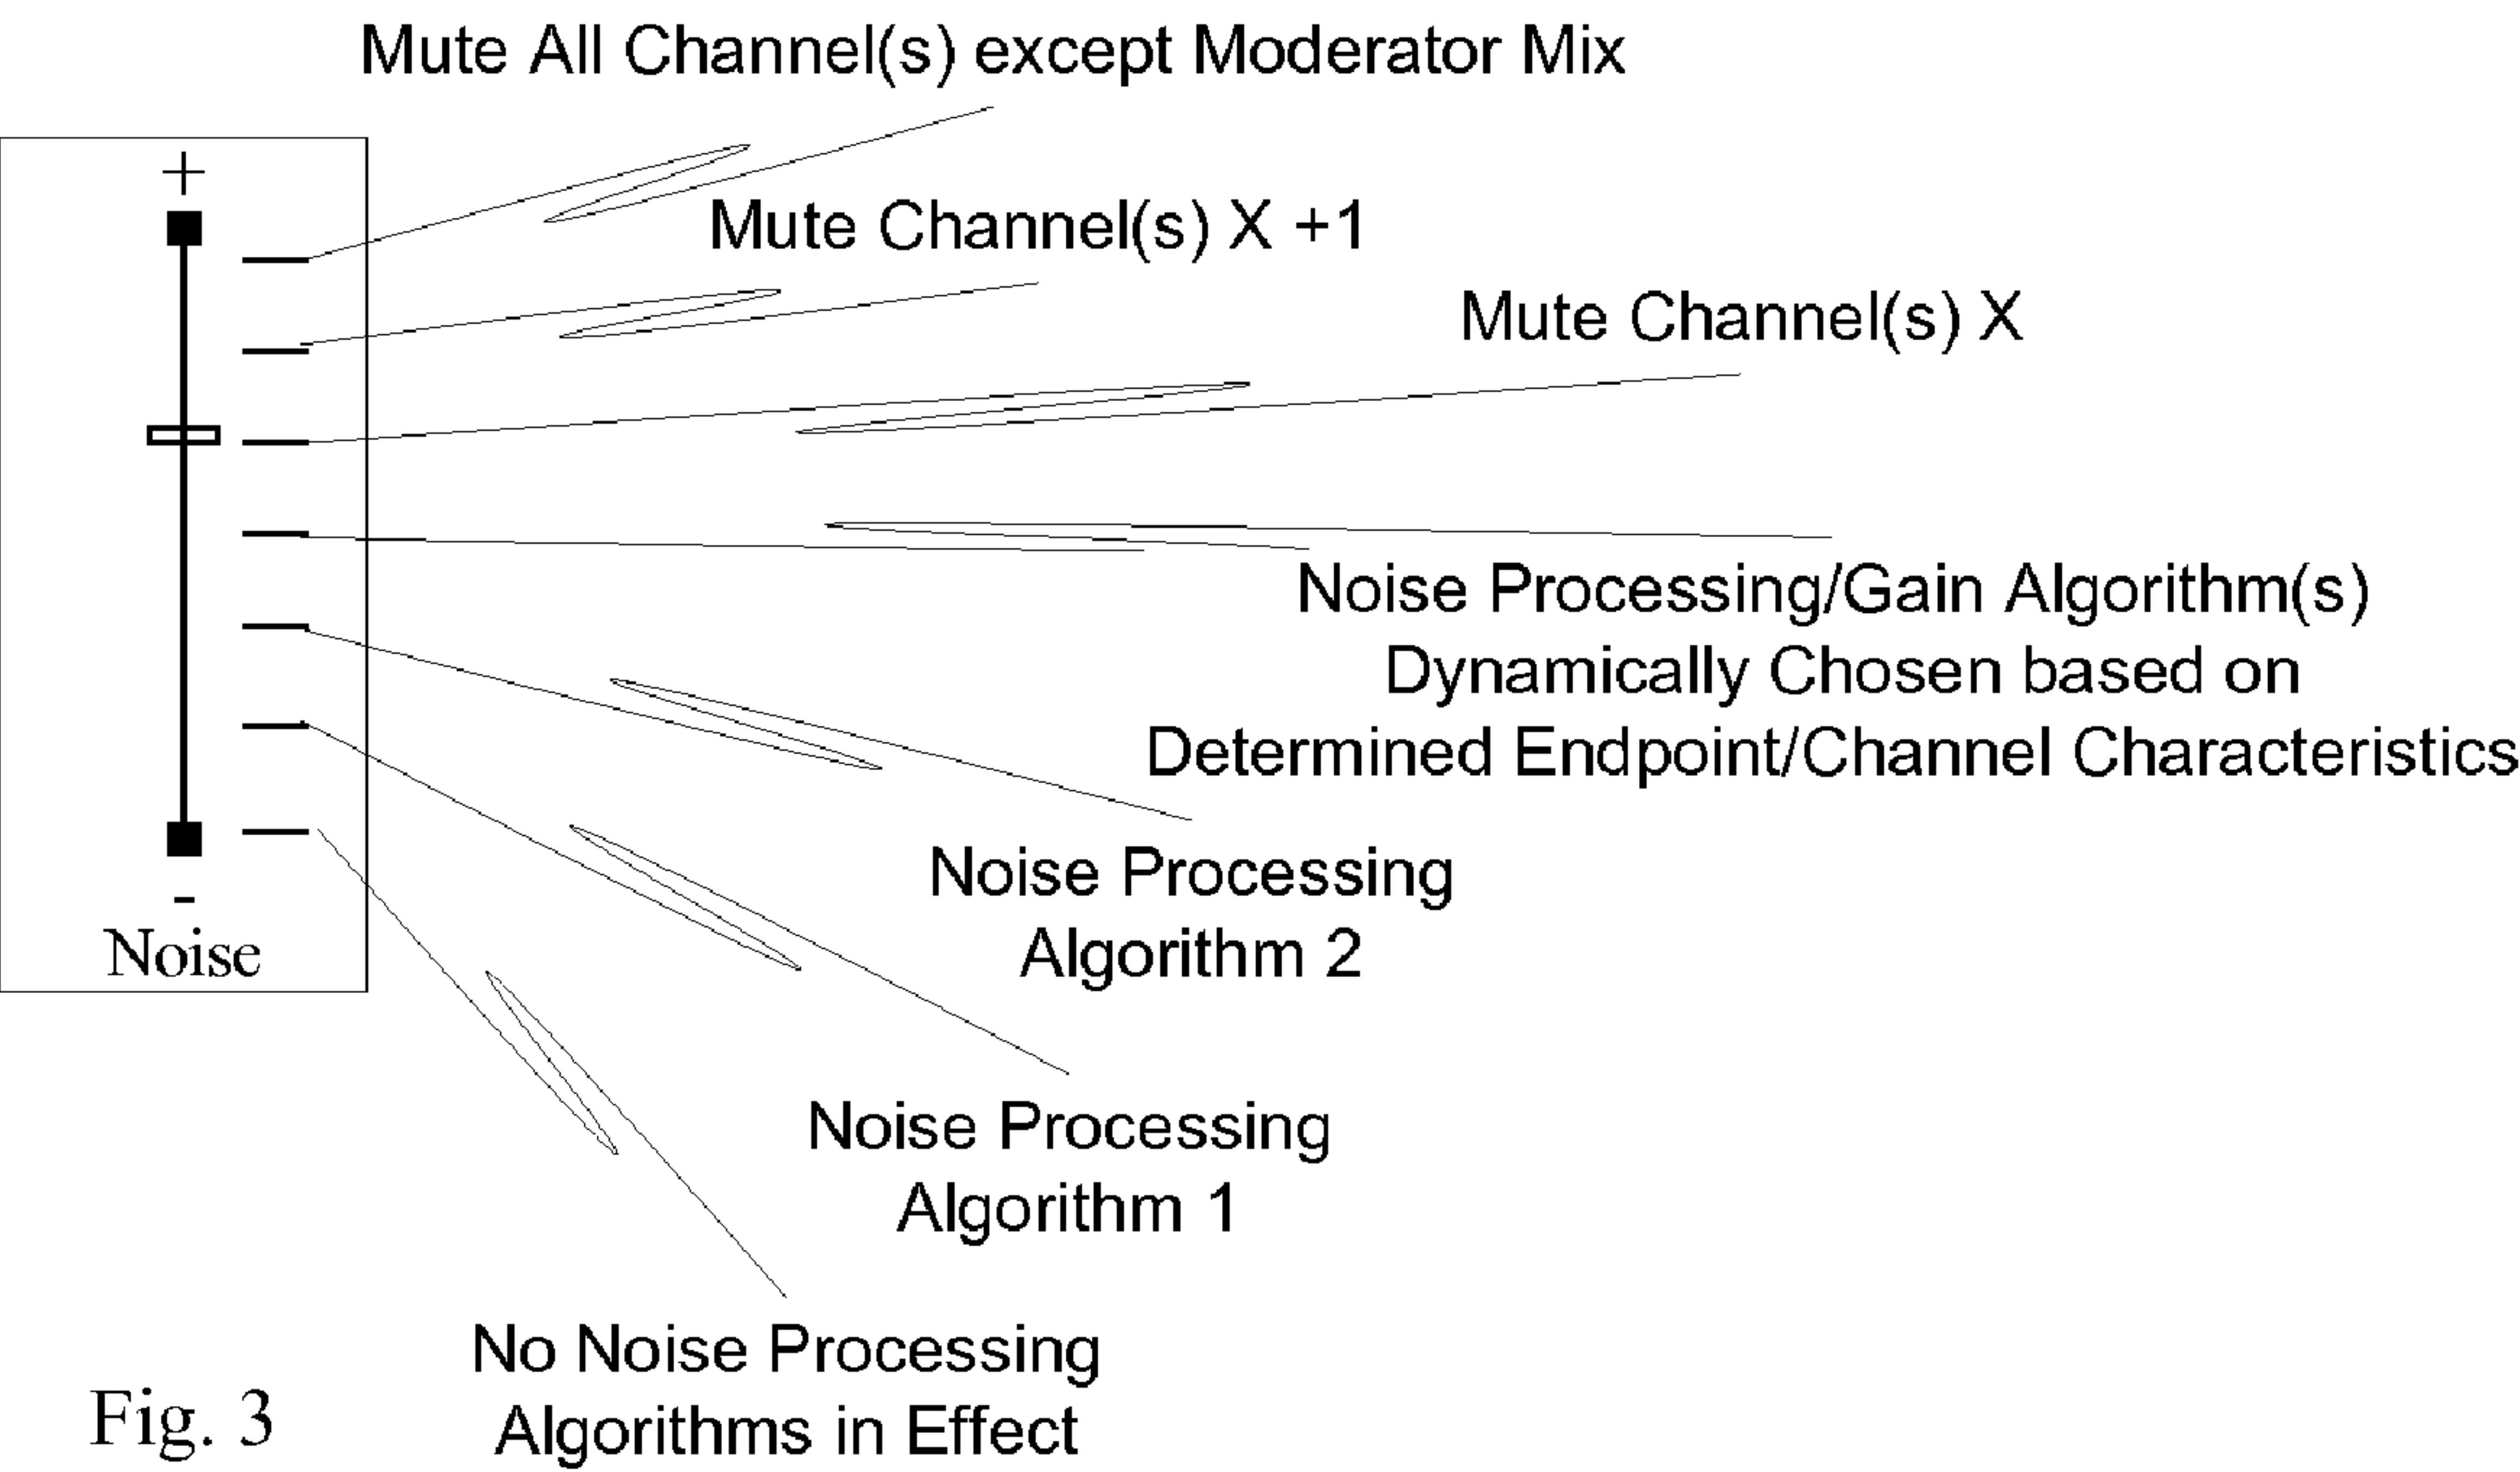 Mute All Channel(s) except Moderator Mix
+
Mute Channel(s) X +1
Mute Channel(s) X
Noise Processing/Gain Algorithm(s)
Dynamically Chosen based on
Determined Endpoint/Channel Characteristics
Noise Processing
Algorithm 2
-
Noise
Noise Processing
Algorithm 1
No Noise Processing
Algorithms in Effect
Fig. 3